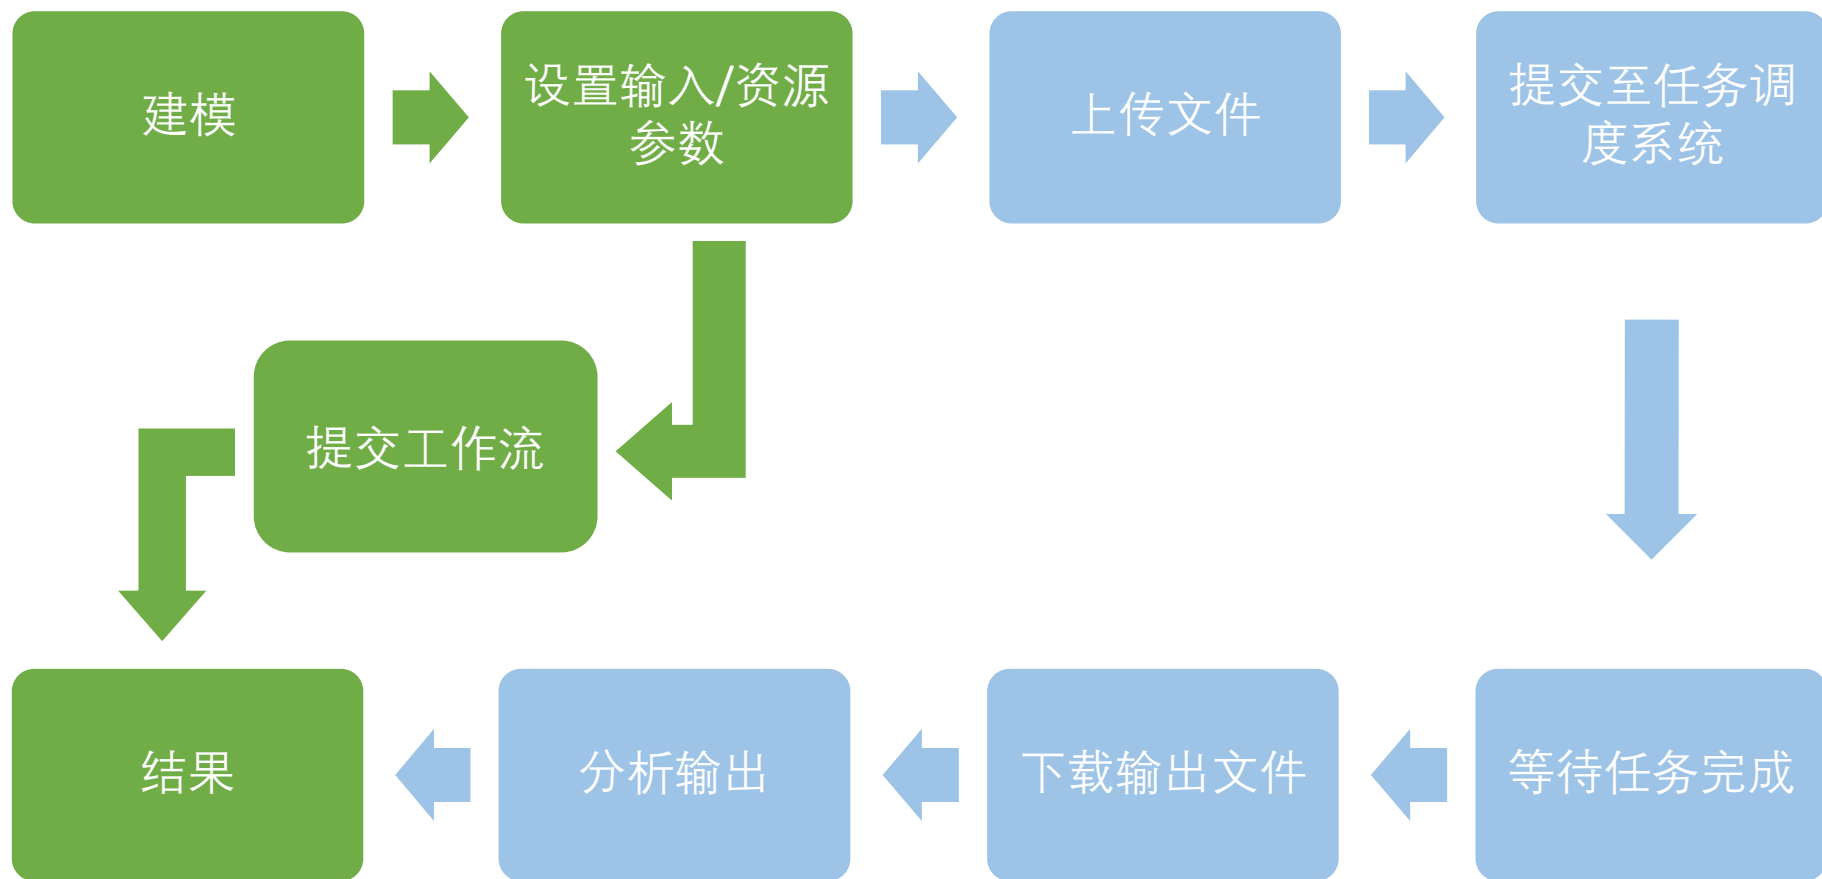 建模
设置输入/资源
参数
上传文件
提交至任务调
度系统
提交工作流
结果
分析输出
下载输出文件
等待任务完成